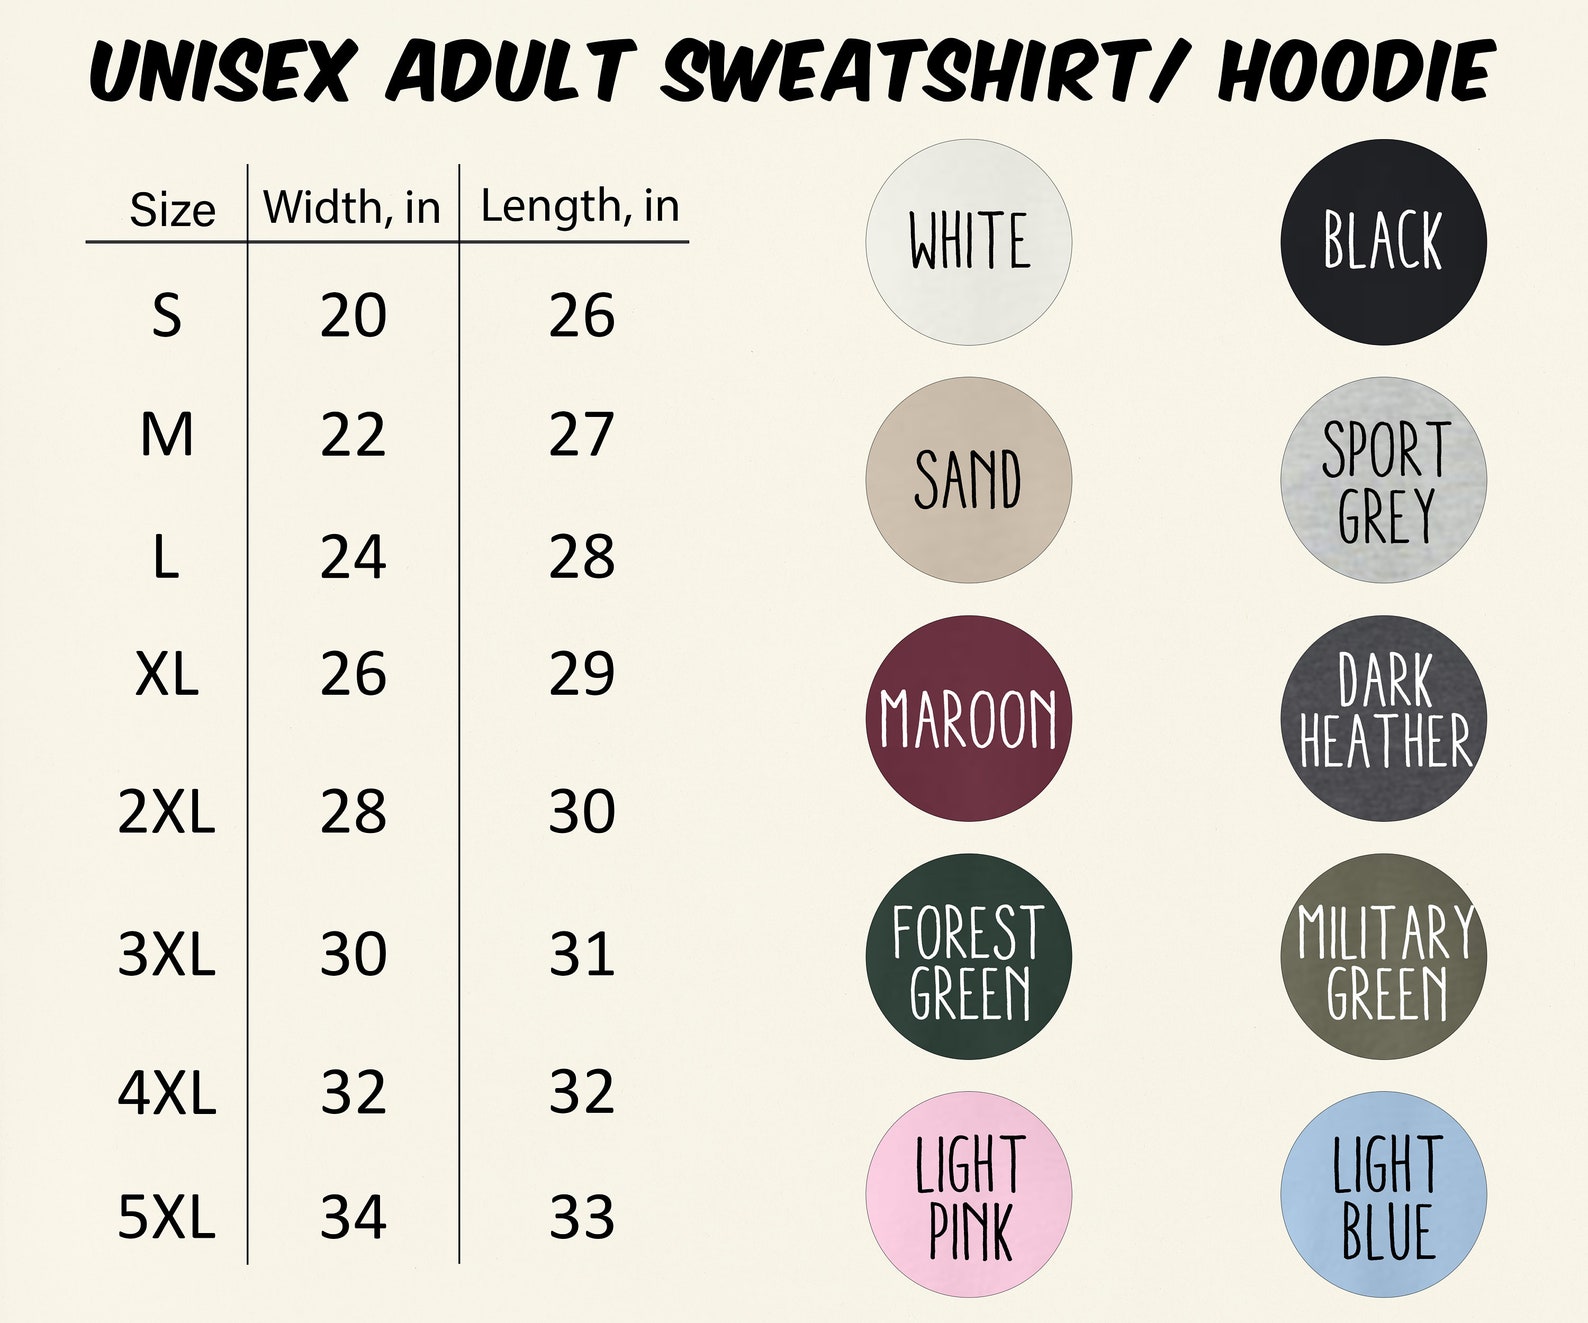 UNISEX ADULT SWEATSHIRT/ HOODIE
Size Width, in Length, in
S 20 26
M 22 27
L 24 28
XL 26 29
2XL 28 30
3XL 30 31
4XL 32 32
5XL 34 33
WHITE
BLACK
SAND
SPORT
GREY
MAROON
DARK
HEATHER
FOREST
GREEN
MILITARY
GREEN
LIGHT
PINK
LIGHT
BLUE